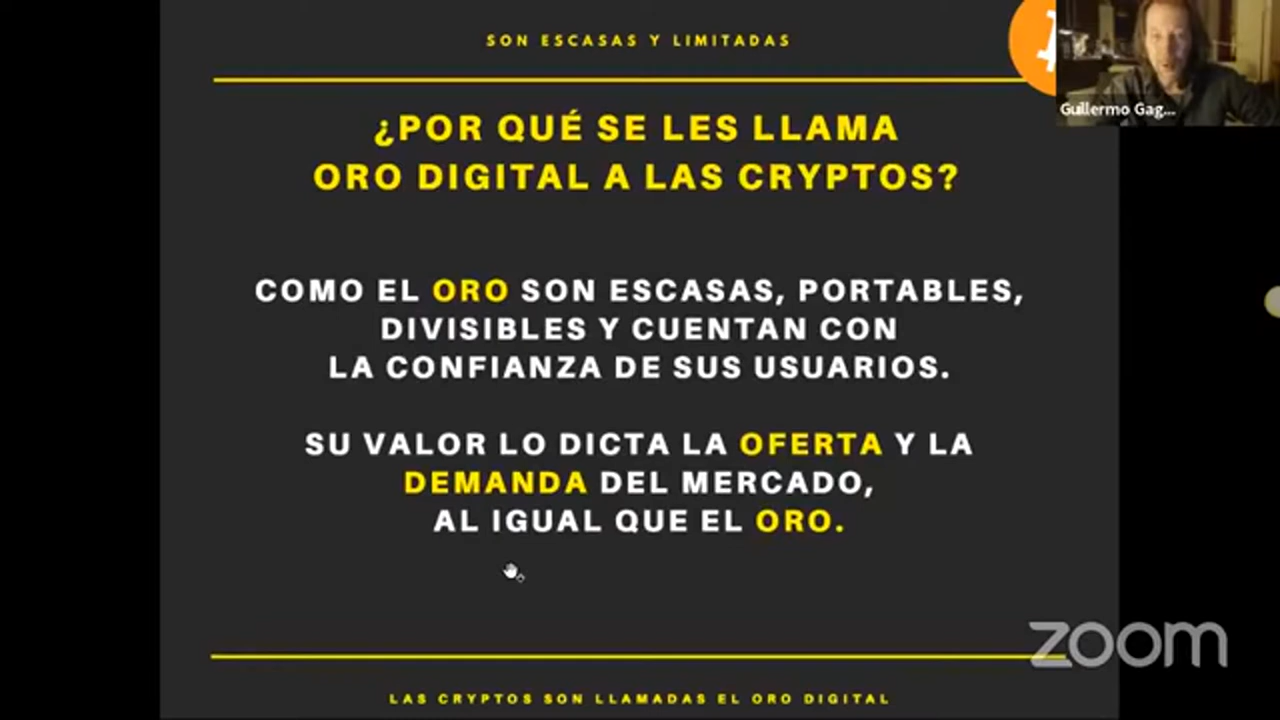 SON ESCASAS Y LIMITADAS
¿POR QUÉ SE LES LLAMA
ORO DIGITAL A LAS CRYPTOS?
COMO EL ORO SON ESCASAS, PORTABLES,
DIVISIBLES Y CUENTAN CON
LA CONFIANZA DE SUS USUARIOS.
SU VALOR LO DICTA LA OFERTA Y LA
DEMANDA DEL MERCADO,
AL IGUAL QUE EL ORO.
LAS CRYPTOS SON LLAMADAS EL ORO DIGITAL
Guillermo Gag...
zoom